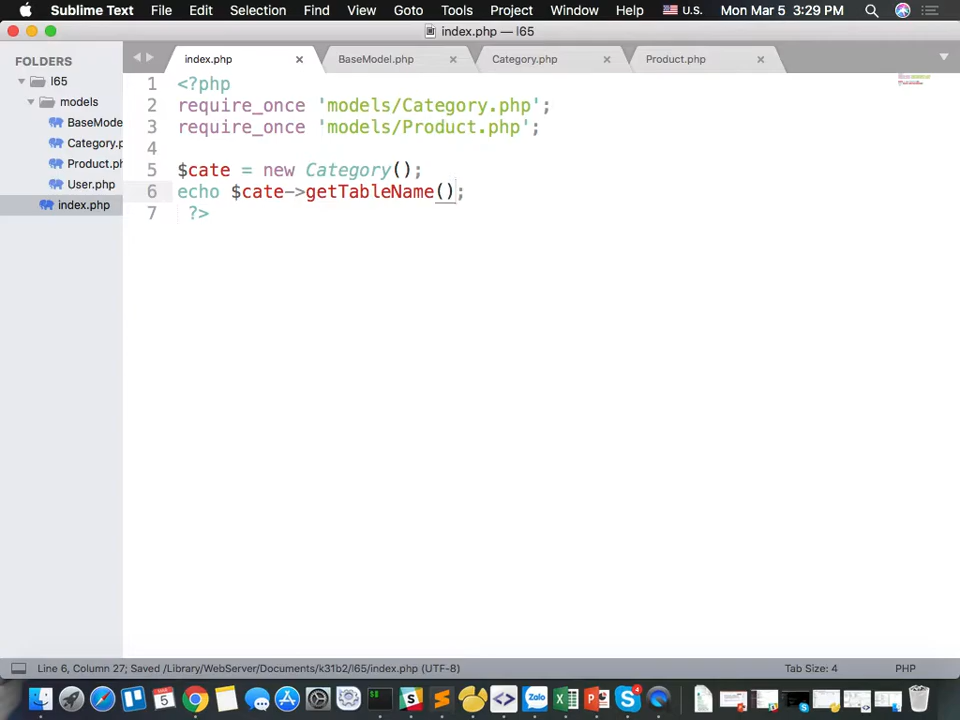 Sublime Text File Edit Selection Find View Goto Tools Project Window Help U.S. Mon Mar 5 3:29 PM
index.php — l65
FOLDERS
l65
models
BaseMode
Category.p
Product.ph
User.php
index.php
index.php BaseModel.php Category.php Product.php
1 <?php
2 require_once 'models/Category.php';
3 require_once 'models/Product.php';
4
5 $cate = new Category();
6 echo $cate->getTableName();
7 ?>
Line 6, Column 27; Saved /Library/WebServer/Documents/k31b2/l65/index.php (UTF-8) Tab Size: 4 PHP
5 Zalo 4